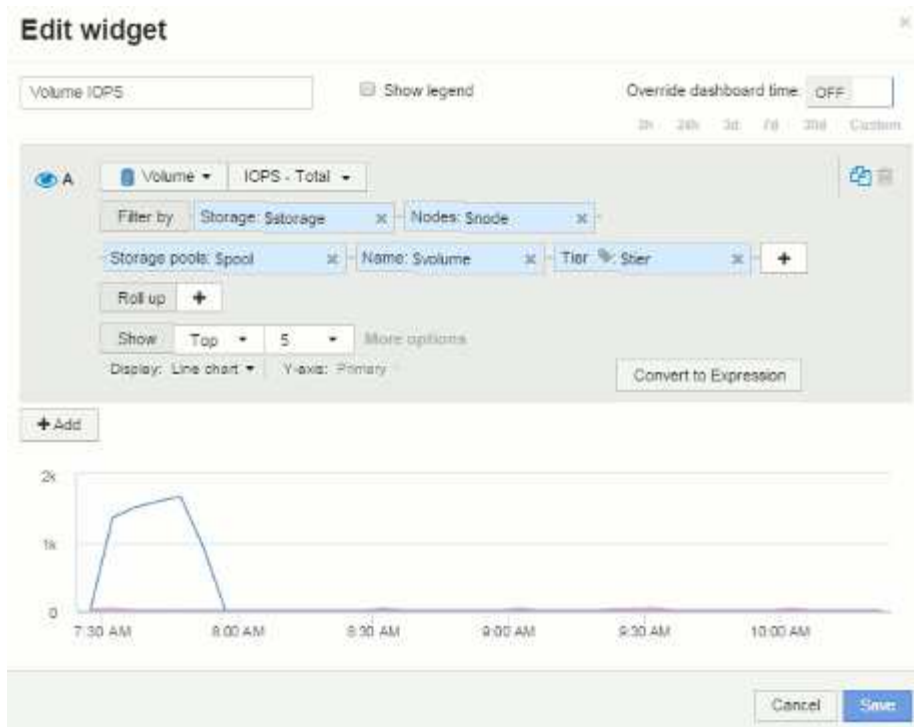 Edit widget
Volume IOPS
Show legend
Override dashboard time: OFF
3h 24h 3d 7d 30d Custom
A Volume IOPS - Total
Filter by Storage: $storage Nodes: $node
Storage pools: $pool Name: $volume Tier $tier +
Roll up +
Show Top 5 More options
Display: Line chart Y-axis: Primary
Convert to Expression
+ Add
2k
1k
0
7:30 AM 8:00 AM 8:30 AM 9:00 AM 9:30 AM 10:00 AM
Cancel Save